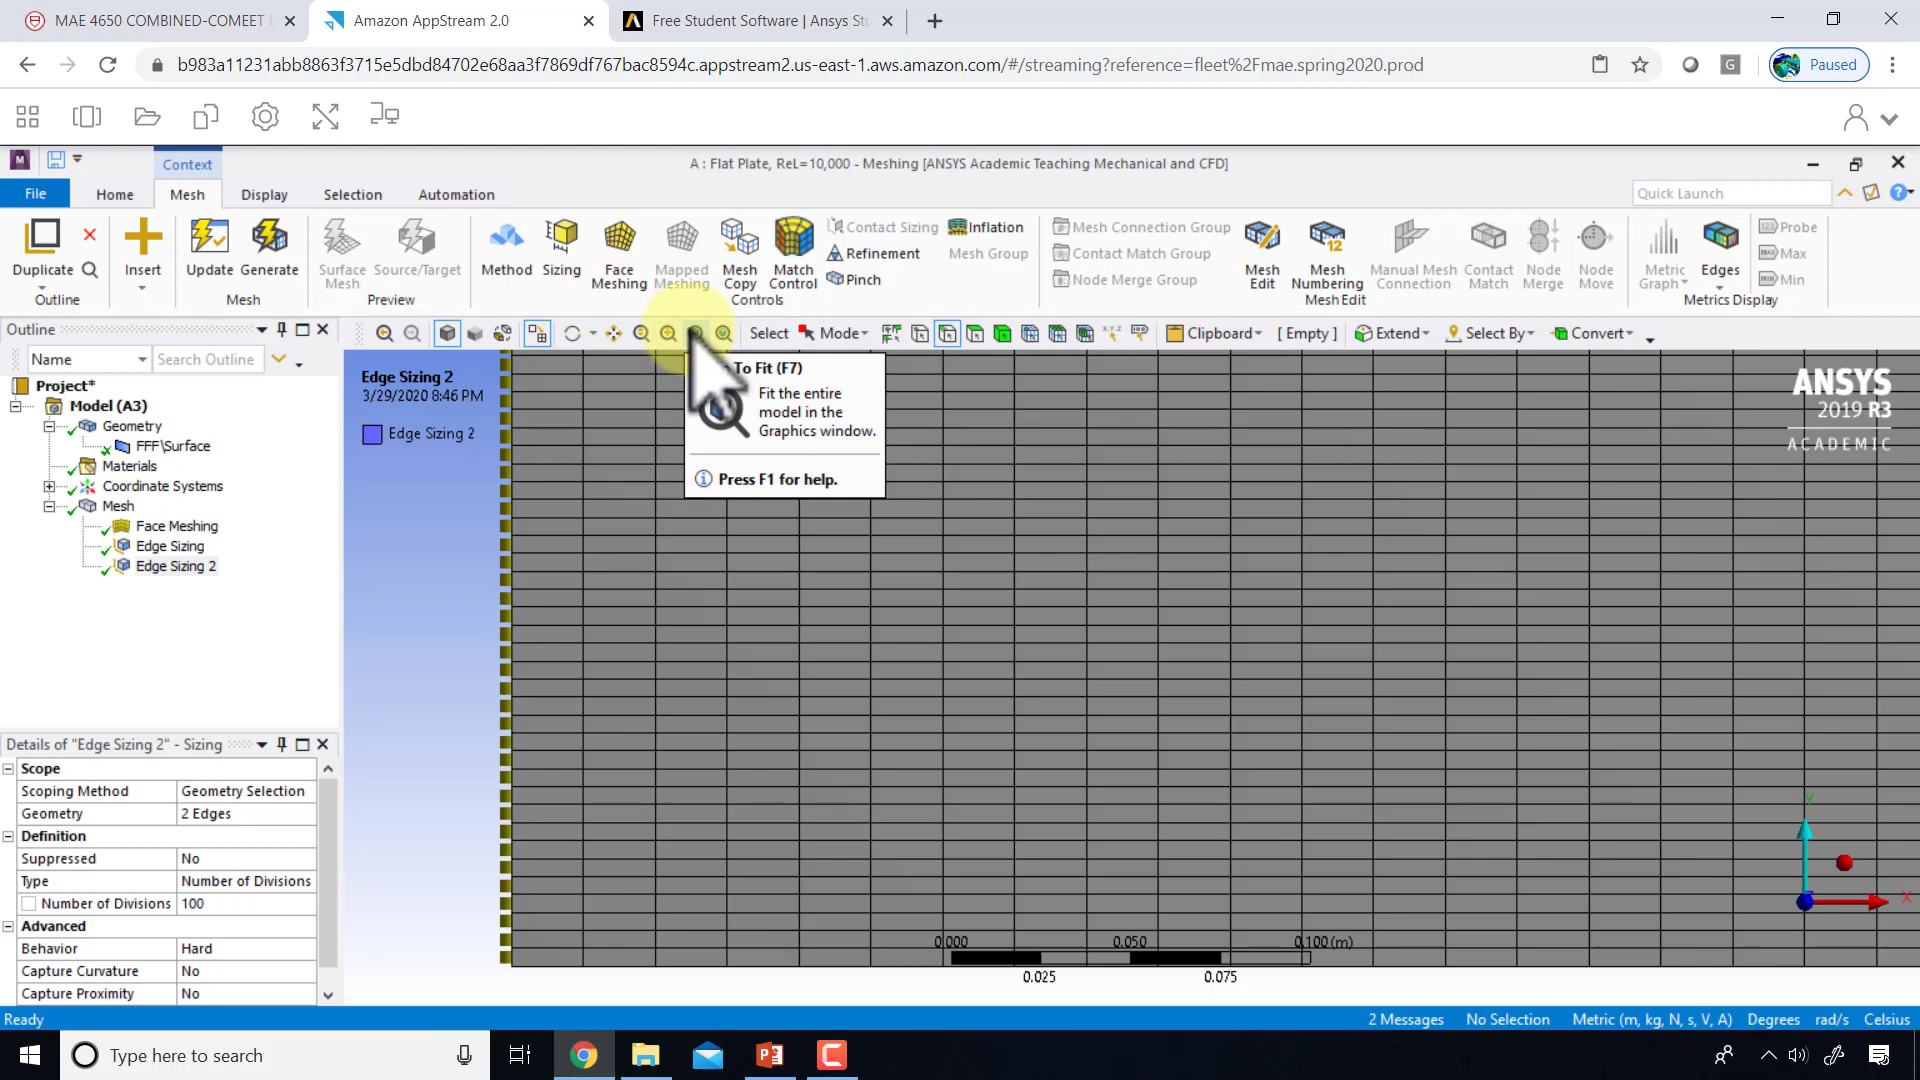 MAE 4650 COMBINED-COMEET E
Amazon AppStream 2.0
Free Student Software | Ansys Stu
b983a11231abb8863f3715e5dbd84702e68aa3f7869df767bac8594c.appstream2.us-east-1.aws.amazon.com/#/streaming?reference=fleet%2Fmae.spring2020.prod
G
Paused
M
Context
A : Flat Plate, ReL=10,000 - Meshing [ANSYS Academic Teaching Mechanical and CFD]
File
Home
Mesh
Display
Selection
Automation
Quick Launch
Duplicate
Outline
Insert
Update
Generate
Mesh
Surface Mesh
Source/Target
Preview
Method
Sizing
Face Meshing
Mapped Meshing
Mesh Copy
Match Control
Contact Sizing
Refinement
Pinch
Inflation
Mesh Group
Controls
Mesh Connection Group
Contact Match Group
Node Merge Group
Mesh Edit
Mesh Numbering
Manual Mesh Connection
Contact Match
Node Merge
Node Move
Mesh Edit
Metric Graph
Edges
Probe
Max
Min
Metrics Display
Select
Mode
Clipboard
[ Empty ]
Extend
Select By
Convert
Outline
Name
Search Outline
Project*
Model (A3)
Geometry
FFF\Surface
Materials
Coordinate Systems
Mesh
Face Meshing
Edge Sizing
Edge Sizing 2
Edge Sizing 2
3/29/2020 8:46 PM
Edge Sizing 2
To Fit (F7)
Fit the entire
model in the
Graphics window.
Press F1 for help.
ANSYS
2019 R3
ACADEMIC
Details of "Edge Sizing 2" - Sizing
Scope
Scoping Method Geometry Selection
Geometry 2 Edges
Definition
Suppressed No
Type Number of Divisions
Number of Divisions 100
Advanced
Behavior Hard
Capture Curvature No
Capture Proximity No
0.000 0.050 0.100 (m)
0.025 0.075
Y
X
Ready
2 Messages
No Selection
Metric (m, kg, N, s, V, A)
Degrees
rad/s
Celsius
Type here to search